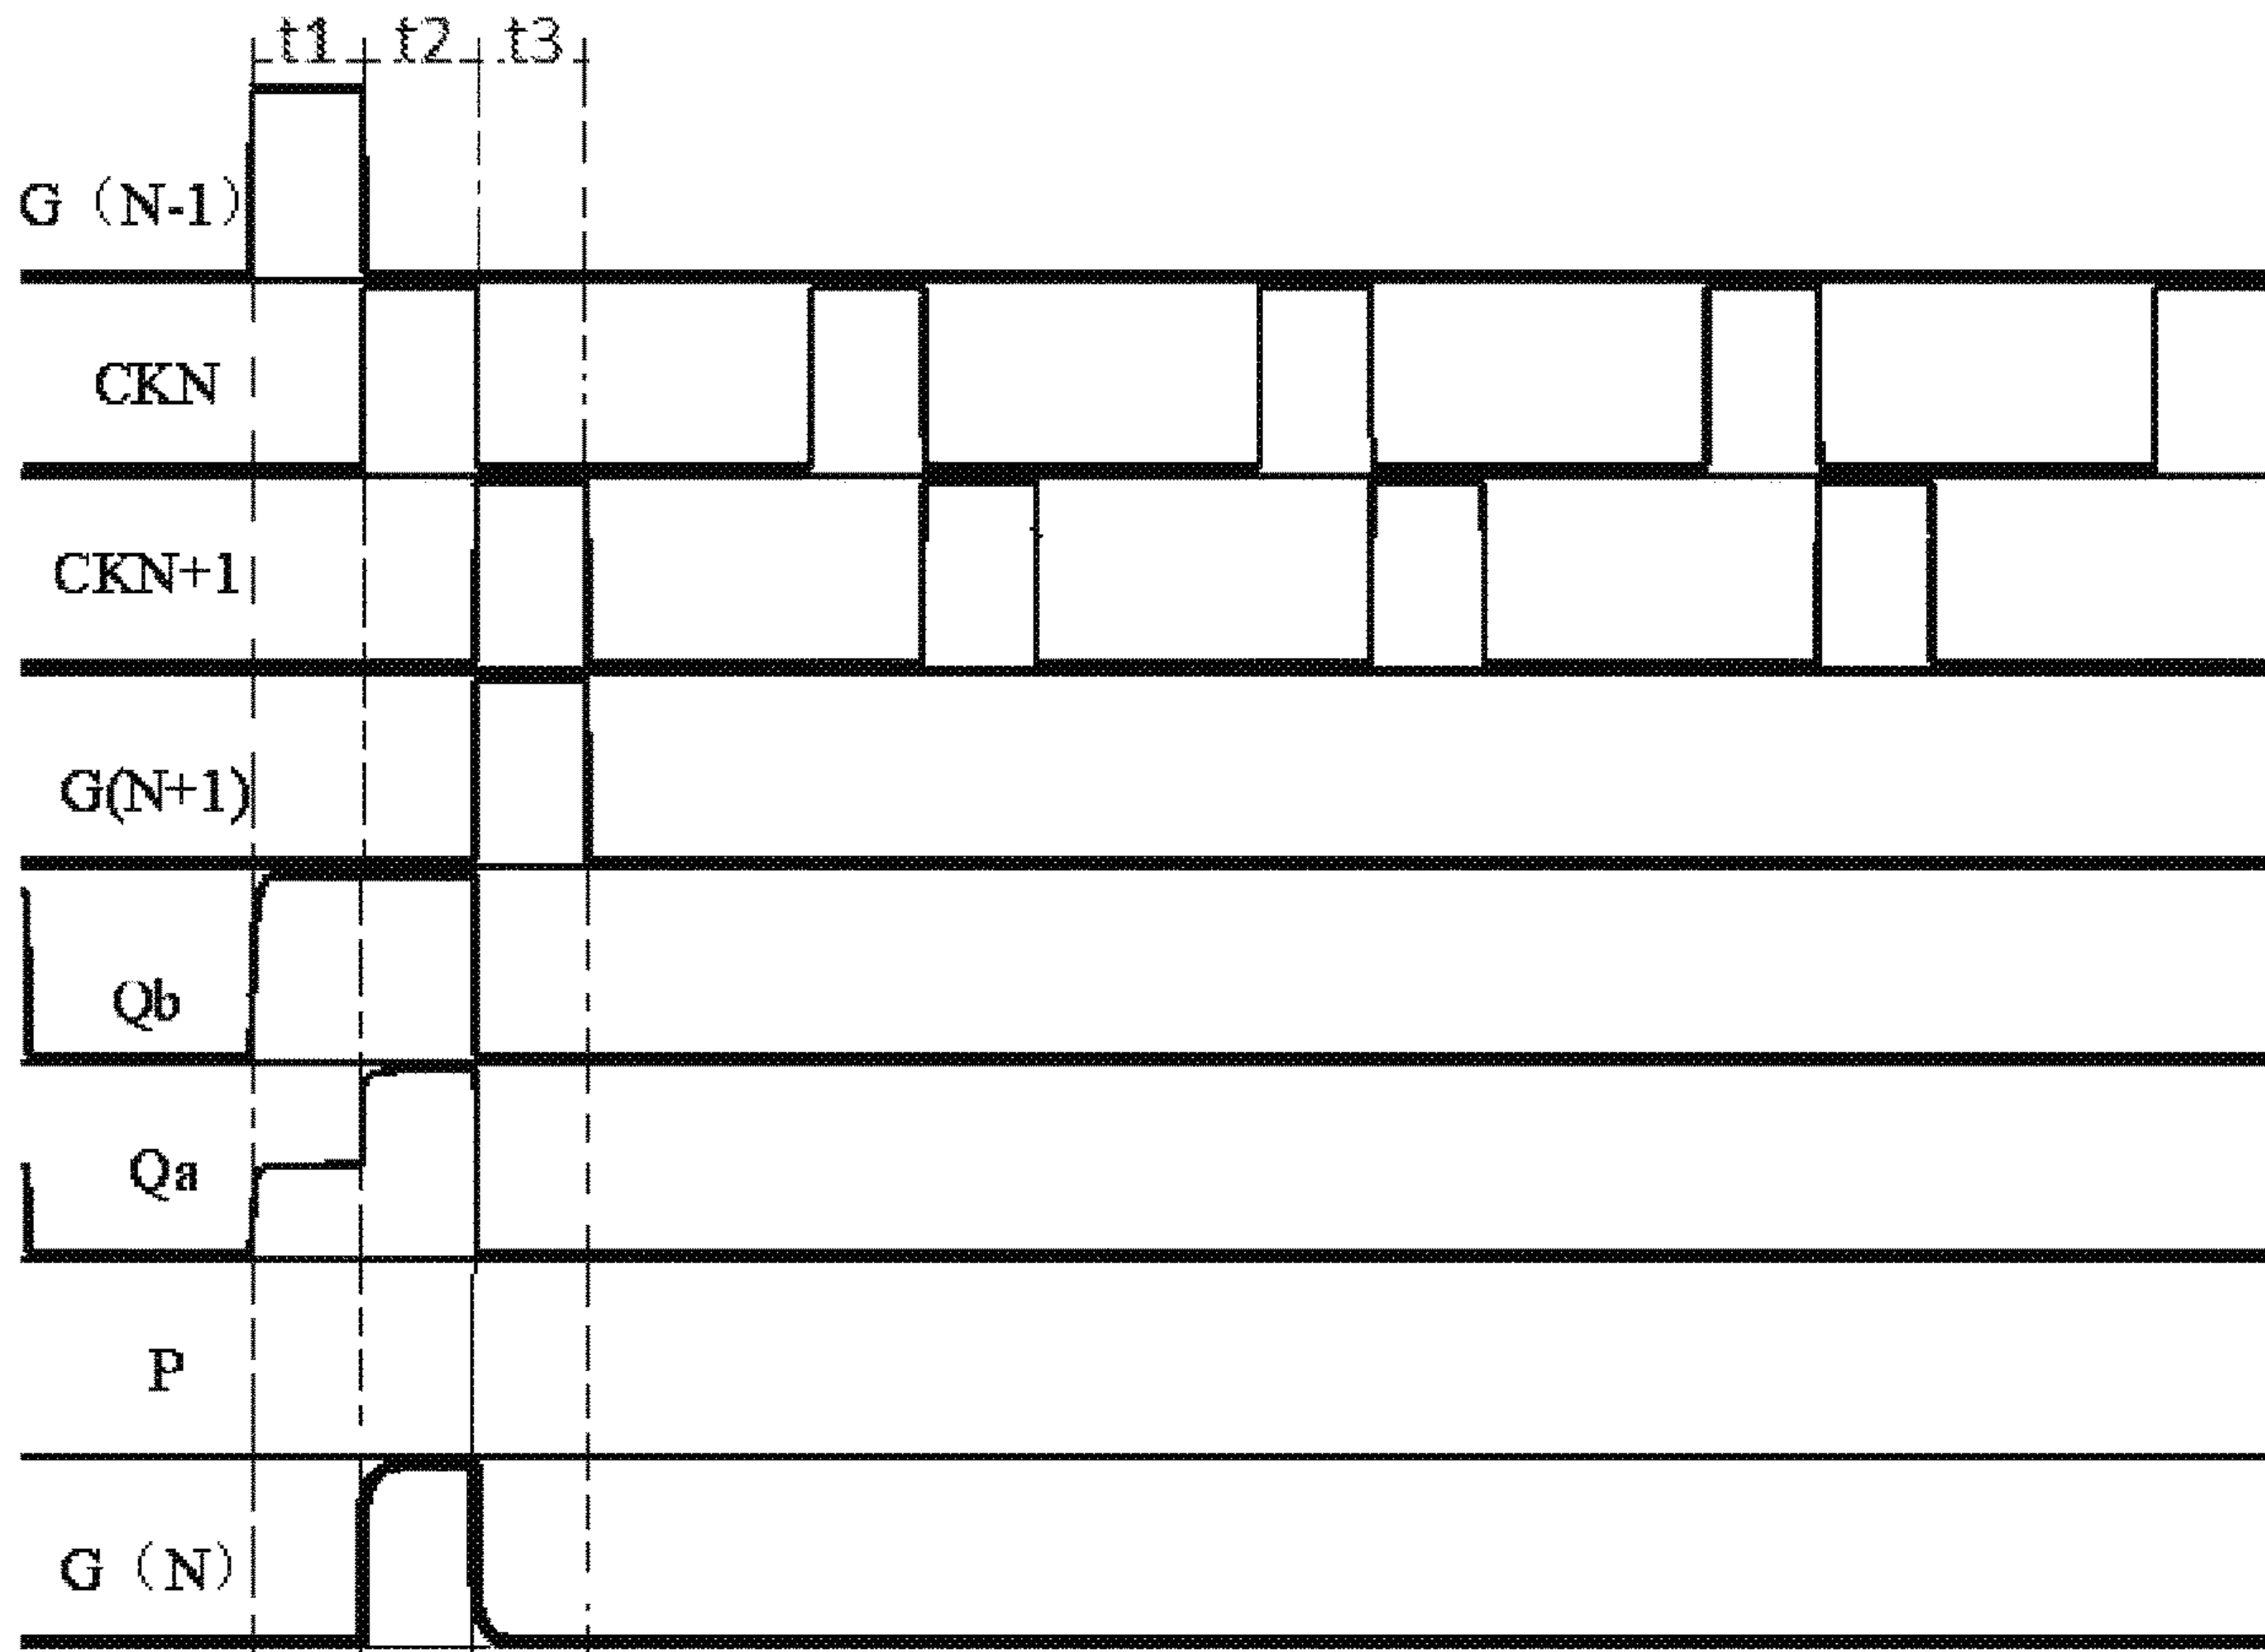 t1 t2 t3
G（N-1）
CKN
CKN+1
G(N+1)
Qb
Qa
P
G（N）